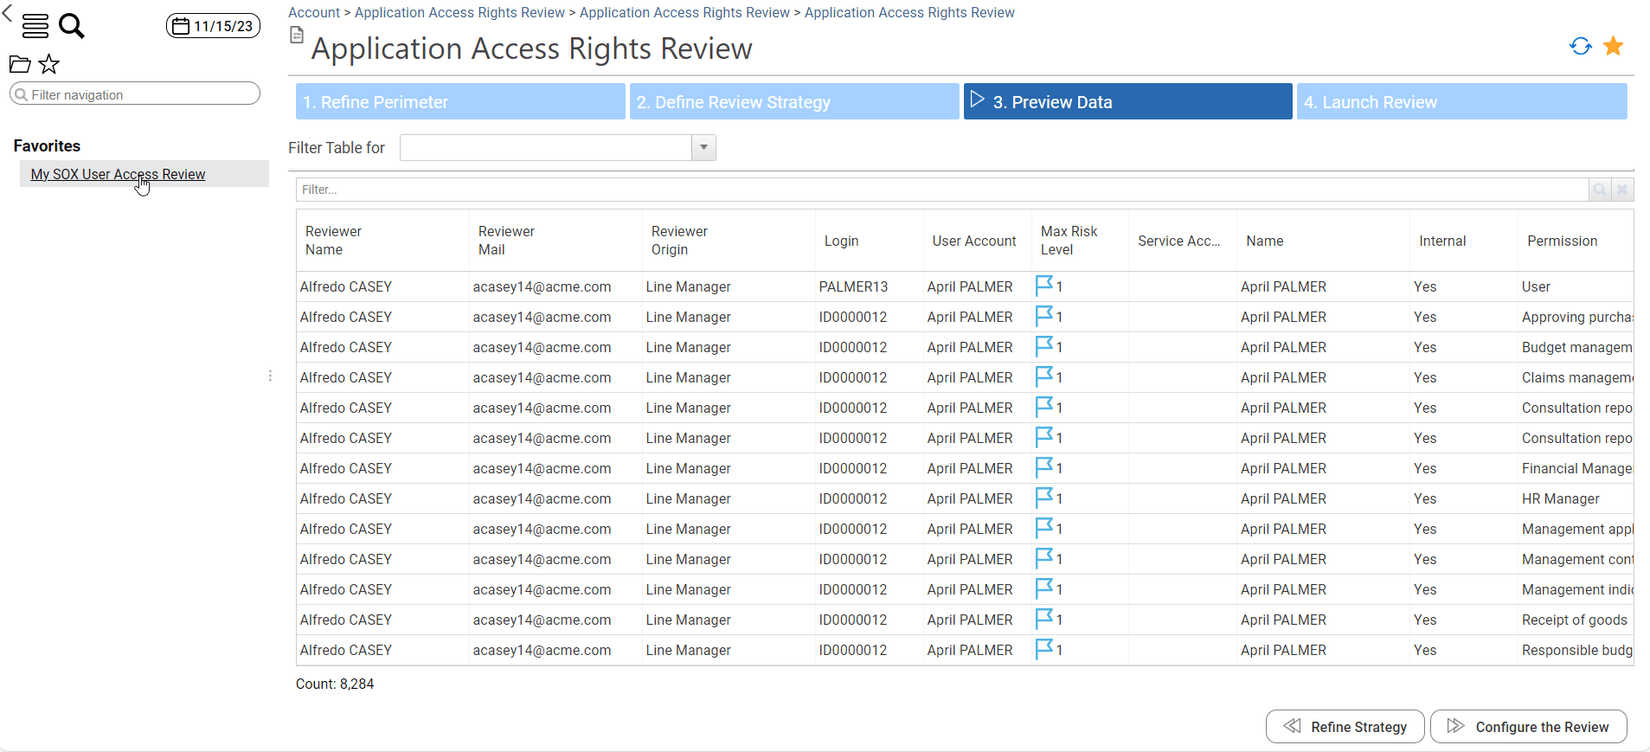 11/15/23
Filter navigation
Favorites
My SOX User Access Review
Account > Application Access Rights Review > Application Access Rights Review > Application Access Rights Review
Application Access Rights Review
1. Refine Perimeter 2. Define Review Strategy 3. Preview Data 4. Launch Review
Filter Table for
Filter...
Reviewer Name Reviewer Mail Reviewer Origin Login User Account Max Risk Level Service Acc... Name Internal Permission
Alfredo CASEY acasey14@acme.com Line Manager PALMER13 April PALMER 1 April PALMER Yes User
Alfredo CASEY acasey14@acme.com Line Manager ID0000012 April PALMER 1 April PALMER Yes Approving purcha
Alfredo CASEY acasey14@acme.com Line Manager ID0000012 April PALMER 1 April PALMER Yes Budget managem
Alfredo CASEY acasey14@acme.com Line Manager ID0000012 April PALMER 1 April PALMER Yes Claims manageme
Alfredo CASEY acasey14@acme.com Line Manager ID0000012 April PALMER 1 April PALMER Yes Consultation repo
Alfredo CASEY acasey14@acme.com Line Manager ID0000012 April PALMER 1 April PALMER Yes Consultation repo
Alfredo CASEY acasey14@acme.com Line Manager ID0000012 April PALMER 1 April PALMER Yes Financial Manage
Alfredo CASEY acasey14@acme.com Line Manager ID0000012 April PALMER 1 April PALMER Yes HR Manager
Alfredo CASEY acasey14@acme.com Line Manager ID0000012 April PALMER 1 April PALMER Yes Management appl
Alfredo CASEY acasey14@acme.com Line Manager ID0000012 April PALMER 1 April PALMER Yes Management cont
Alfredo CASEY acasey14@acme.com Line Manager ID0000012 April PALMER 1 April PALMER Yes Management indic
Alfredo CASEY acasey14@acme.com Line Manager ID0000012 April PALMER 1 April PALMER Yes Receipt of goods
Alfredo CASEY acasey14@acme.com Line Manager ID0000012 April PALMER 1 April PALMER Yes Responsible budg
Count: 8,284
Refine Strategy Configure the Review